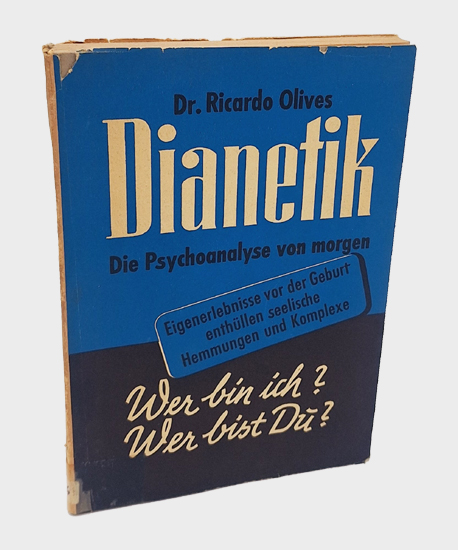 Dr. Ricardo Olives
Dianetik
Die Psychoanalyse von morgen
Eigenerlebnisse vor der Geburt
enthüllen seelische
Hemmungen und Komplexe
Wer bin ich?
Wer bist Dū?